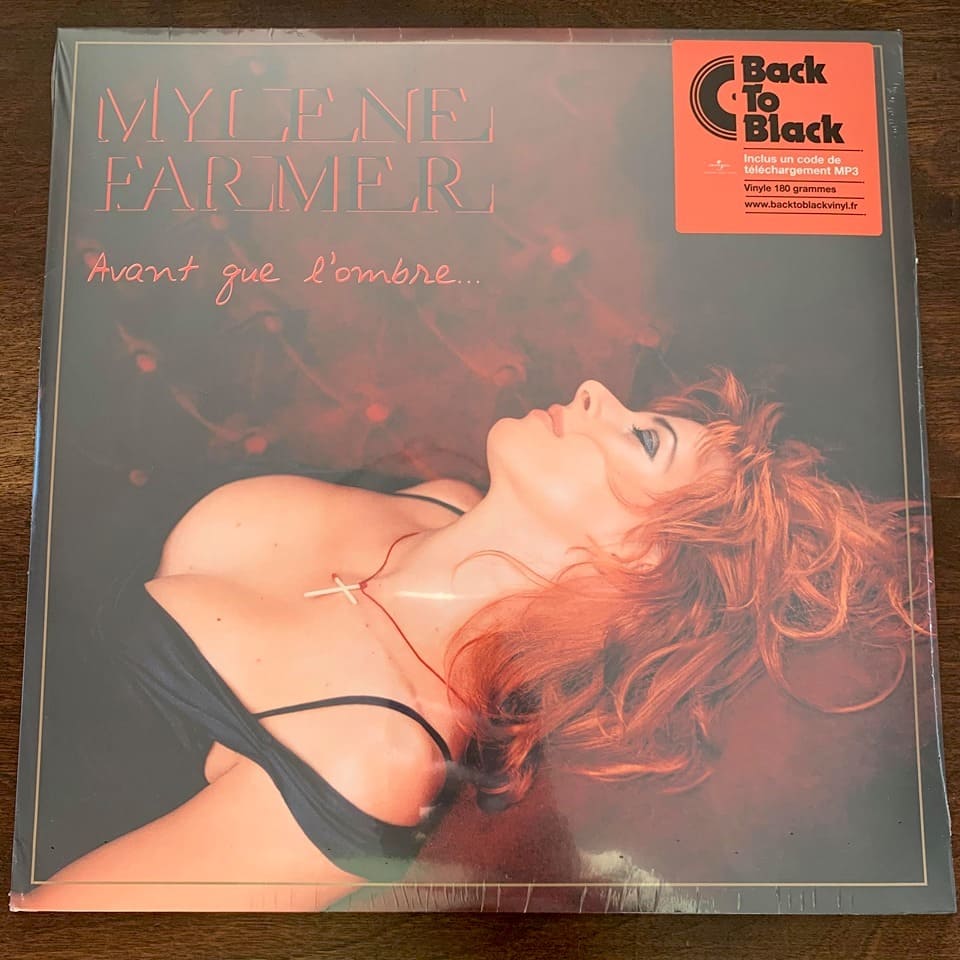 MYLENE
FARMER
Avant que l'ombre...
Back
To
Black
Inclus un code de
téléchargement MP3
Vinyle 180 grammes
www.backtoblackvinyl.fr